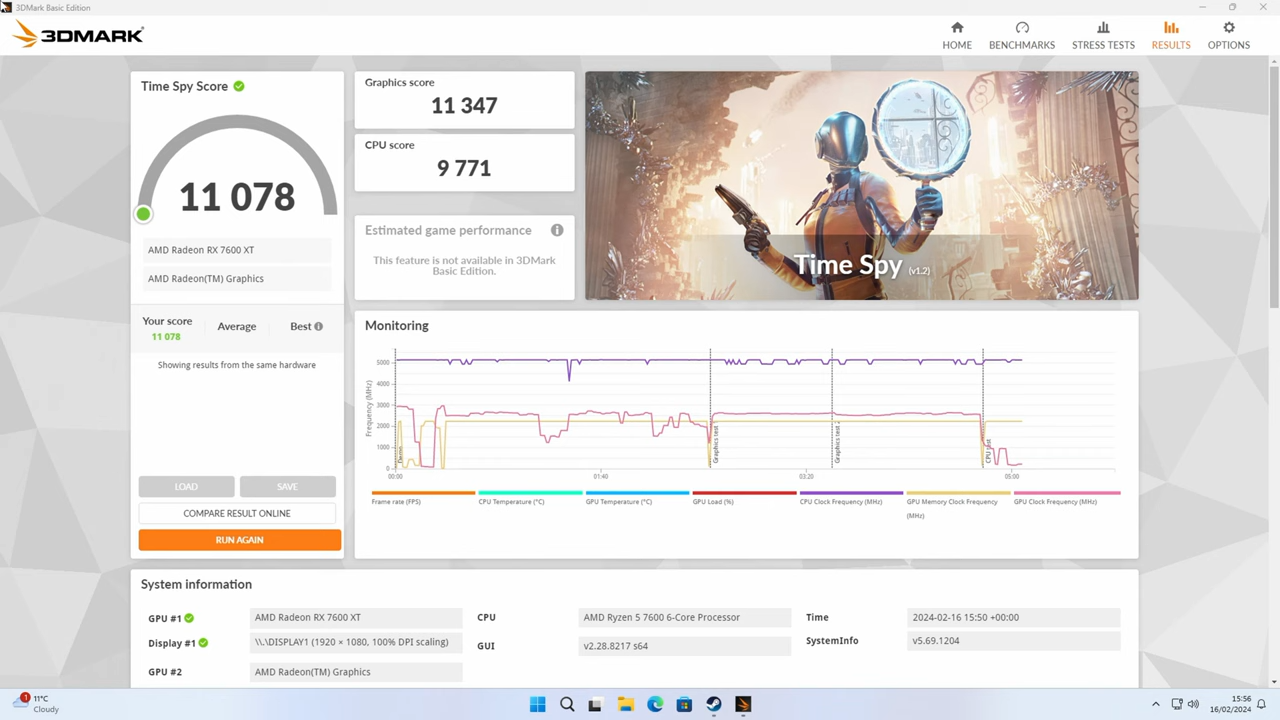 3DMark Basic Edition
3DMARK
HOME
BENCHMARKS
STRESS TESTS
RESULTS
OPTIONS
Time Spy Score
11 078
AMD Radeon RX 7600 XT
AMD Radeon(TM) Graphics
Your score
11 078
Average
Best
Showing results from the same hardware
LOAD
SAVE
COMPARE RESULT ONLINE
RUN AGAIN
Graphics score
11 347
CPU score
9 771
Estimated game performance
This feature is not available in 3DMark
Basic Edition.
Time Spy (v1.2)
Monitoring
Frequency (MHz)
5000
4000
3000
2000
1000
0
Demo
Graphics test
Graphics test 2
CPU test
00:00
01:40
03:20
05:00
Frame rate (FPS)
CPU Temperature (°C)
GPU Temperature (°C)
GPU Load (%)
CPU Clock Frequency (MHz)
GPU Memory Clock Frequency
(MHz)
GPU Clock Frequency (MHz)
System information
GPU #1
AMD Radeon RX 7600 XT
Display #1
\\.\DISPLAY1 (1920 × 1080, 100% DPI scaling)
GPU #2
AMD Radeon(TM) Graphics
CPU
AMD Ryzen 5 7600 6-Core Processor
GUI
v2.28.8217 s64
Time
2024-02-16 15:50 +00:00
SystemInfo
v5.69.1204
1
11°C
Cloudy
15:56
16/02/2024